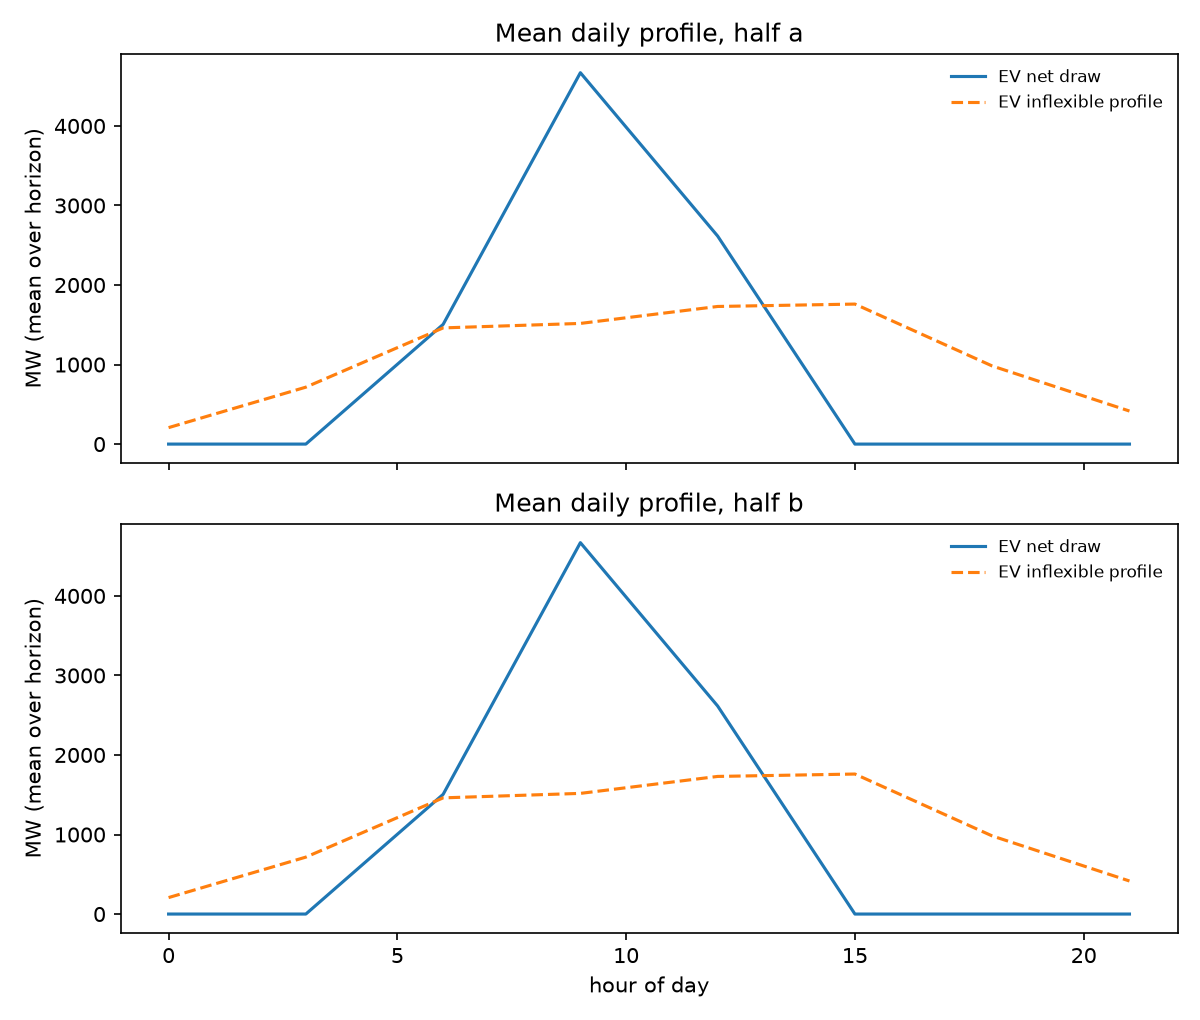 Mean daily profile, half a
EV net draw
EV inflexible profile
MW (mean over horizon)
4000
3000
2000
1000
0
Mean daily profile, half b
EV net draw
EV inflexible profile
MW (mean over horizon)
4000
3000
2000
1000
0
0 5 10 15 20
hour of day